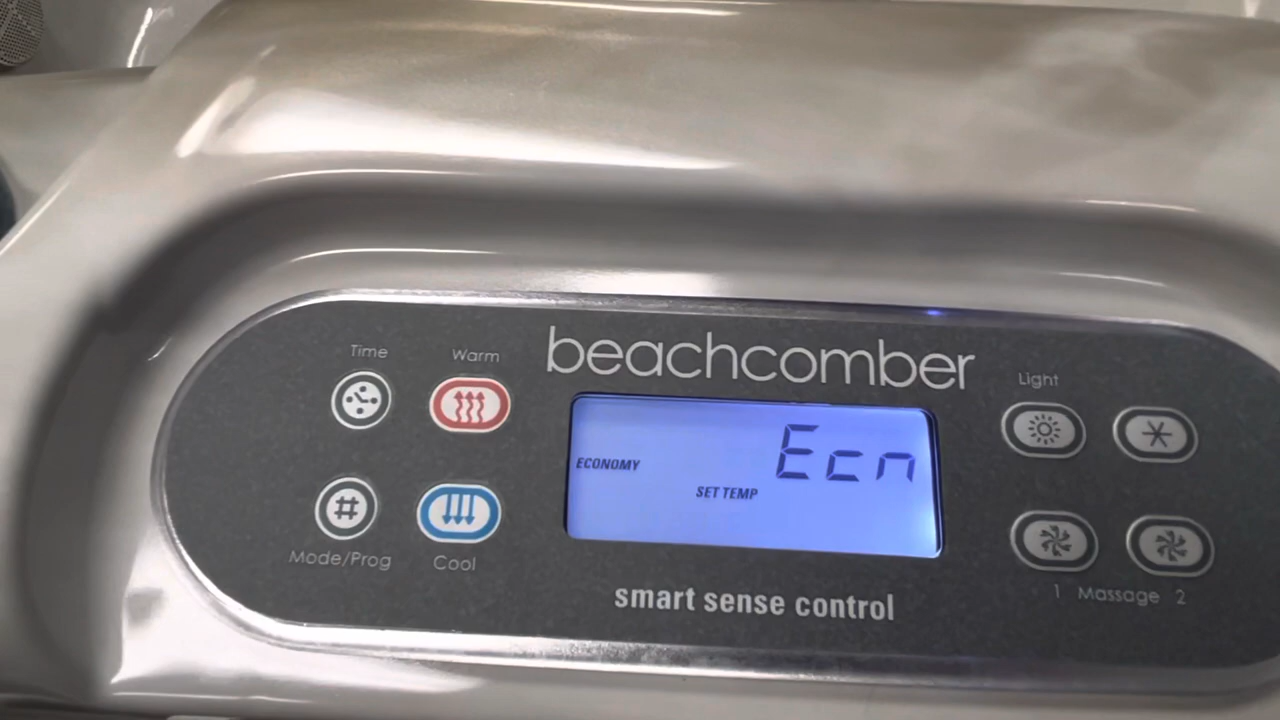 beachcomber
Time
Warm
Light
Ecn
ECONOMY
SET TEMP
Mode/Prog
Cool
1 Massage 2
smart sense control